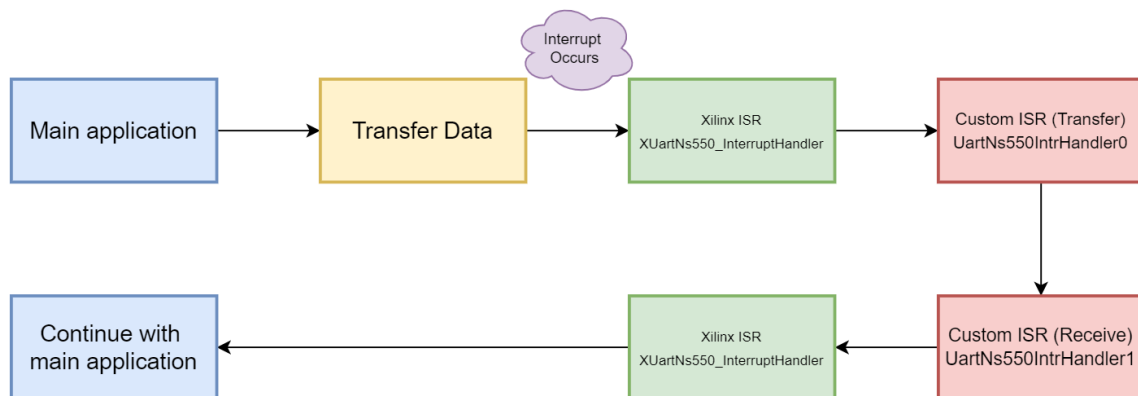 Interrupt
Occurs
Main application
Transfer Data
Xilinx ISR
XUartNs550_InterruptHandler
Custom ISR (Transfer)
UartNs550IntrHandler0
Continue with
main application
Xilinx ISR
XUartNs550_InterruptHandler
Custom ISR (Receive)
UartNs550IntrHandler1